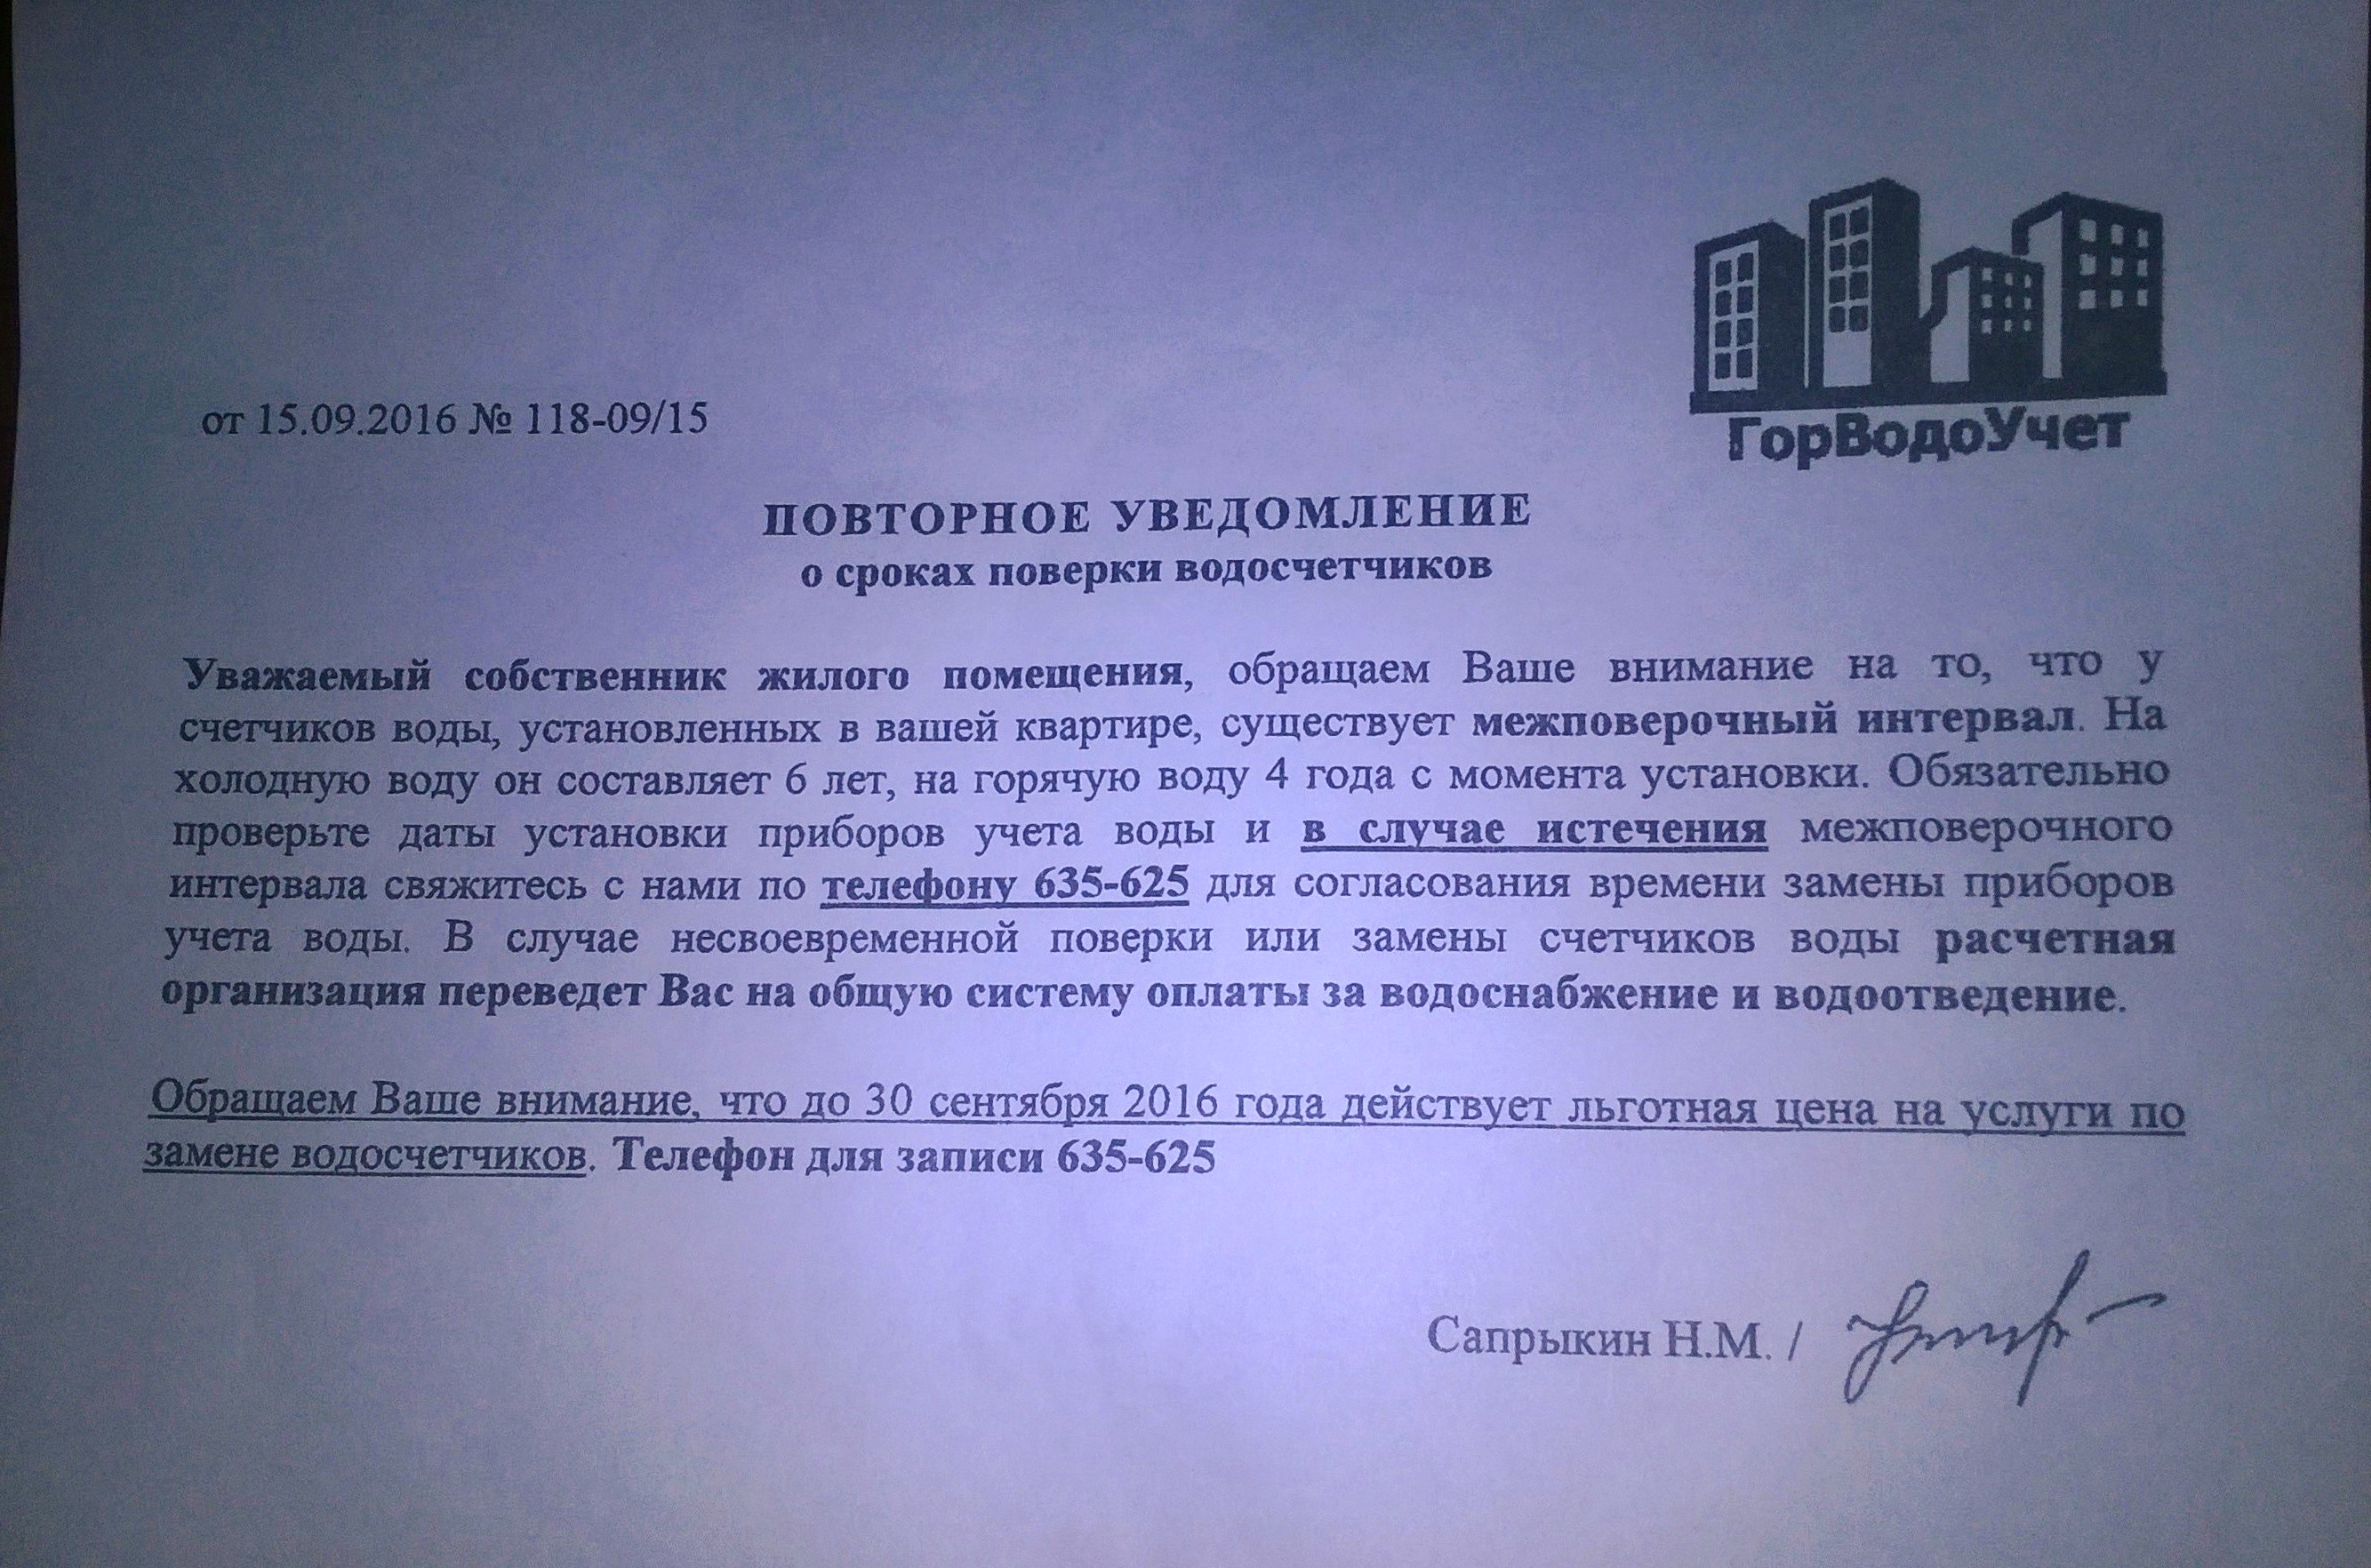 ГорВодоУчет
от 15.09.2016 № 118-09/15
ПОВТОРНОЕ УВЕДОМЛЕНИЕ
о сроках поверки водосчетчиков
Уважаемый собственник жилого помещения, обращаем Ваше внимание на то, что у
счетчиков воды, установленных в вашей квартире, существует межповерочный интервал. На
холодную воду он составляет 6 лет, на горячую воду 4 года с момента установки. Обязательно
проверьте даты установки приборов учета воды и в случае истечения межповерочного
интервала свяжитесь с нами по телефону 635-625 для согласования времени замены приборов
учета воды. В случае несвоевременной поверки или замены счетчиков воды расчетная
организация переведет Вас на общую систему оплаты за водоснабжение и водоотведение.
Обращаем Ваше внимание, что до 30 сентября 2016 года действует льготная цена на услуги по
замене водосчетчиков. Телефон для записи 635-625
Сапрыкин Н.М. /